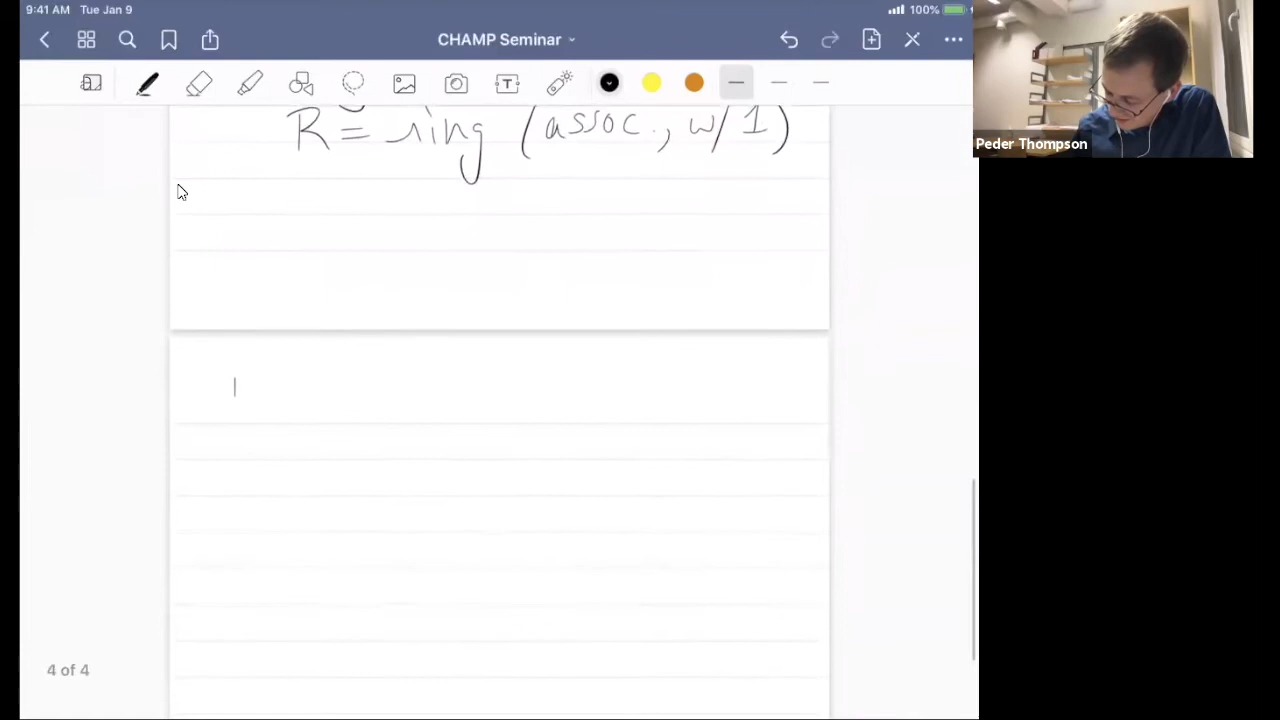 9:41 AM Tue Jan 9
100%
CHAMP Seminar
T
R = ring (assoc., w/1)
Peder Thompson
4 of 4